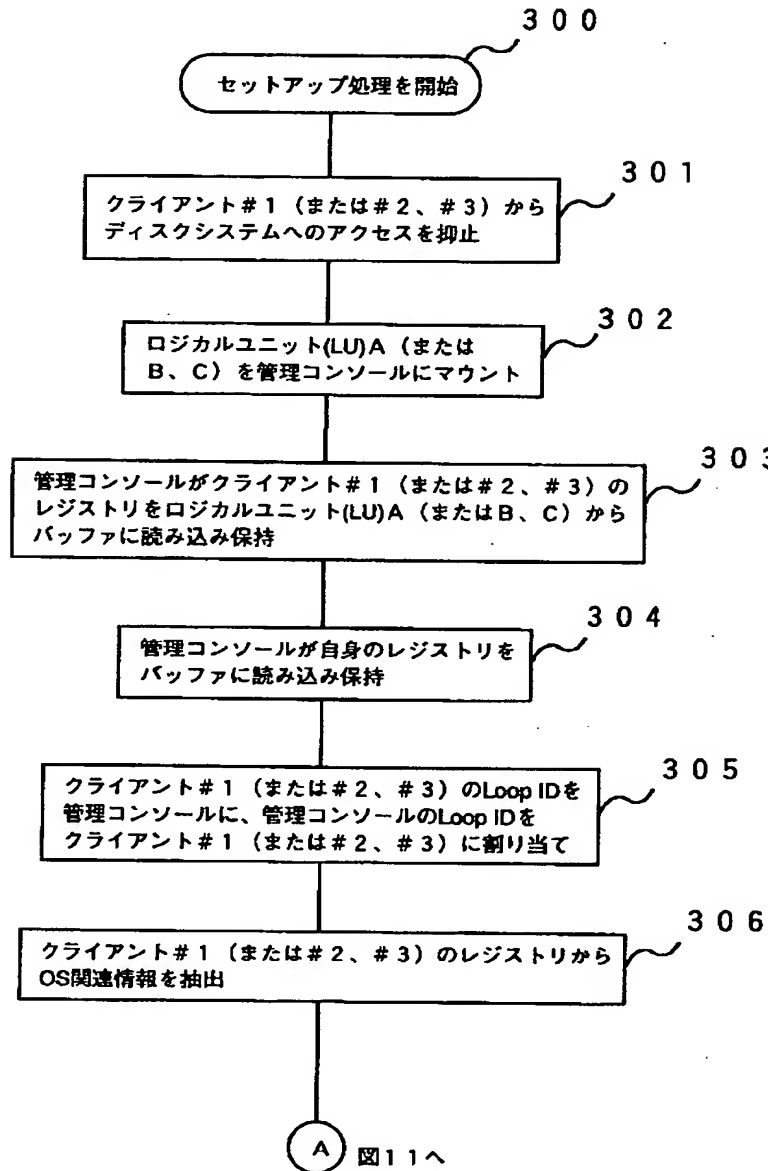 ３００
セットアップ処理を開始
３０１
クライアント＃１（または＃２、＃３）から
ディスクシステムへのアクセスを抑止
３０２
ロジカルユニット(LU)A（または
B、C）を管理コンソールにマウント
３０３
管理コンソールがクライアント＃１（または＃２、＃３）の
レジストリをロジカルユニット(LU)A（またはB、C）から
バッファに読み込み保持
３０４
管理コンソールが自身のレジストリを
バッファに読み込み保持
３０５
クライアント＃１（または＃２、＃３）のLoop IDを
管理コンソールに、管理コンソールのLoop IDを
クライアント＃１（または＃２、＃３）に割り当て
３０６
クライアント＃１（または＃２、＃３）のレジストリから
OS関連情報を抽出
A 図１１へ